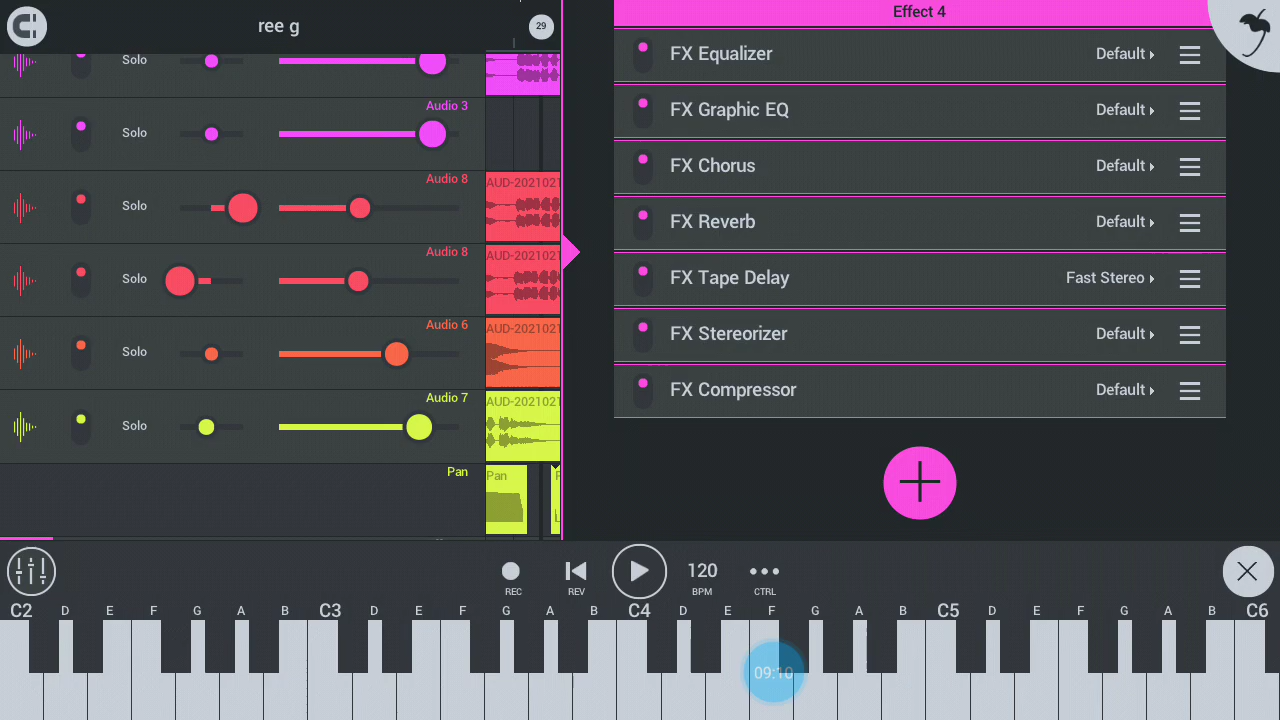 ree g
29
Effect 4
Solo
Audio 3
Solo
Audio 8
Solo
AUD-2021021
Audio 8
Solo
AUD-2021021
Audio 6
Solo
AUD-2021021
Audio 7
Solo
AUD-2021021
Pan
Pan
FX Equalizer Default
FX Graphic EQ Default
FX Chorus Default
FX Reverb Default
FX Tape Delay Fast Stereo
FX Stereorizer Default
FX Compressor Default
120
REC REV BPM CTRL
C2 D E F G A B C3 D E F G A B C4 D E F G A B C5 D E F G A B C6
09:10